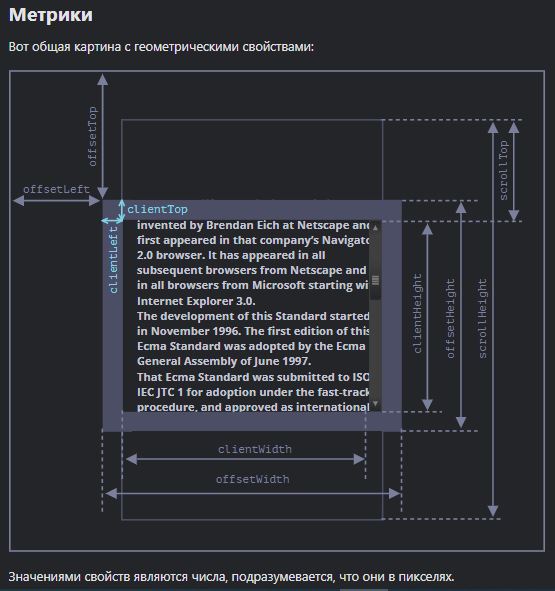 Метрики
Вот общая картина с геометрическими свойствами:
offsetTop
offsetLeft
scrollTop
clientTop
clientLeft
invented by Brendan Eich at Netscape and
first appeared in that company's Navigato
2.0 browser. It has appeared in all
subsequent browsers from Netscape and
in all browsers from Microsoft starting wi
Internet Explorer 3.0.
The development of this Standard started
in November 1996. The first edition of this
Ecma Standard was adopted by the Ecma
General Assembly of June 1997.
That Ecma Standard was submitted to ISO
IEC JTC 1 for adoption under the fast-track
procedure, and approved as international
clientHeight
offsetHeight
scrollHeight
clientWidth
offsetWidth
Значениями свойств являются числа, подразумевается, что они в пикселях.